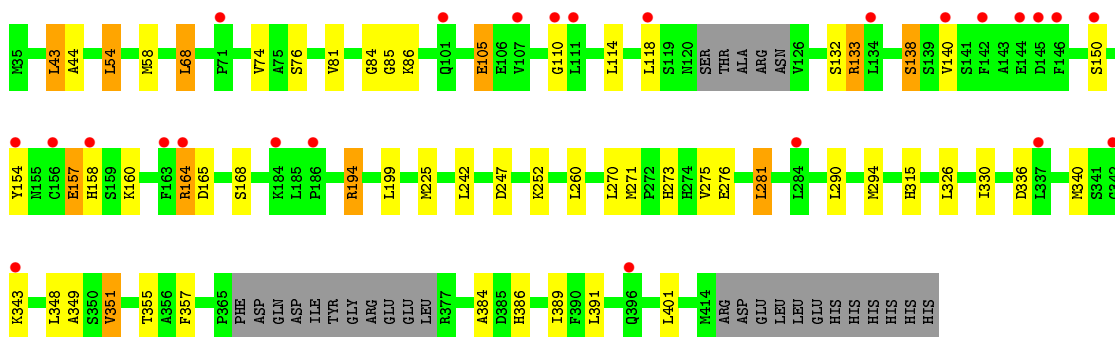 M35 L43 A44 L54 M58 L68 P71 V74 A75 S76 V81 G84 G85 K86 Q101 E105 E106 V107 G110 L111 L114 L118 S119 N120 SER THR ALA ARG ASN V126 S132 R133 L134 S138 S139 V140 S141 F142 A143 E144 D145 F146 S150
Y154 N155 C156 E157 H158 S159 K160 F163 R164 D165 S168 K184 L185 P186 R194 L199 M225 L242 D247 K252 L260 L270 M271 P272 H273 H274 V275 E276 L281 L284 L290 M294 H315 L326 I330 D336 L337 M340 S341
K343 L348 A349 S350 V351 T355 A356 F357 P365 PHE ASP GLN ASP ILE TYR GLY ARG GLU GLU LEU R377 A384 D385 H386 I389 F390 L391 Q396 L401 M414 ARG ASP GLU LEU LEU GLU HIS HIS HIS HIS HIS HIS